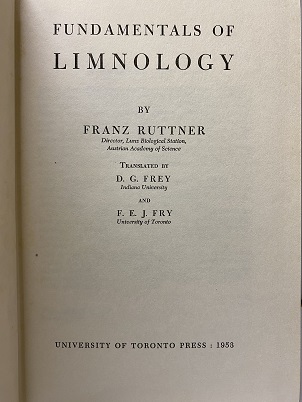 FUNDAMENTALS OF
LIMNOLOGY
BY
FRANZ RUTTNER
Director, Lunz Biological Station,
Austrian Academy of Science
TRANSLATED BY
D. G. FREY
Indiana University
AND
F. E. J. FRY
University of Toronto
UNIVERSITY OF TORONTO PRESS : 1953